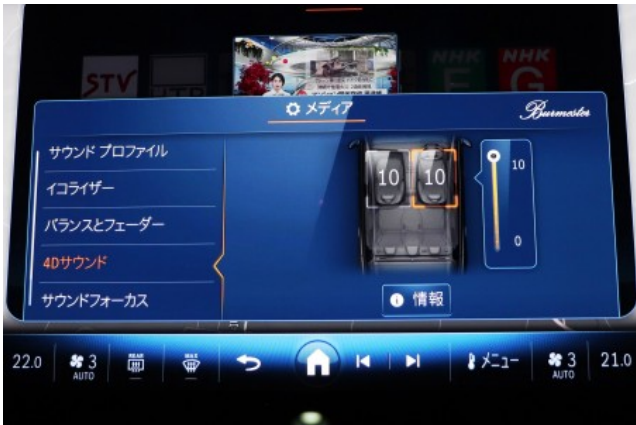 STV
NHK
E
NHK
G
メディア
Burmester
サウンド プロファイル
イコライザー
バランスとフェーダー
4Dサウンド
サウンドフォーカス
10
10
10
0
情報
22.0
3
AUTO
REAR
MAX
メニュー
3
AUTO
21.0